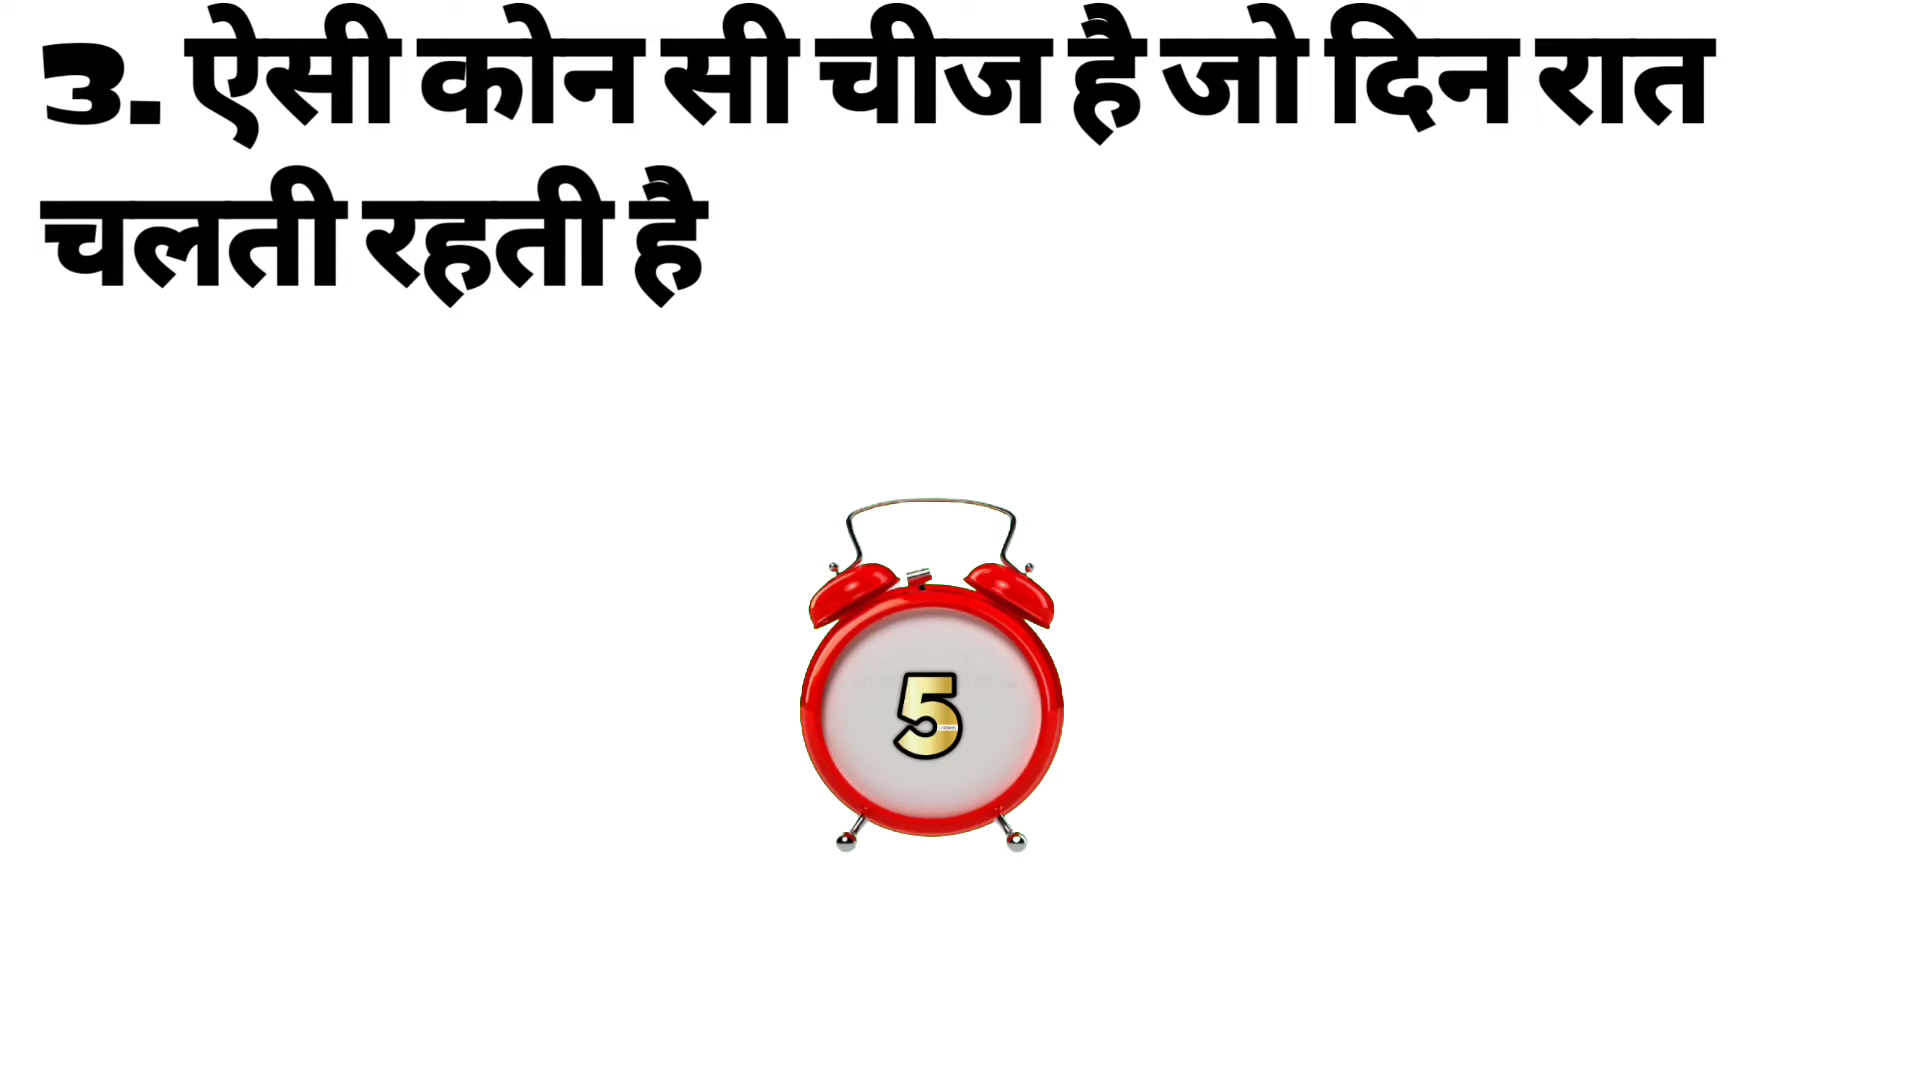 3. ऐसी कोन सी चीज है जो दिन रात
चलती रहती है
5